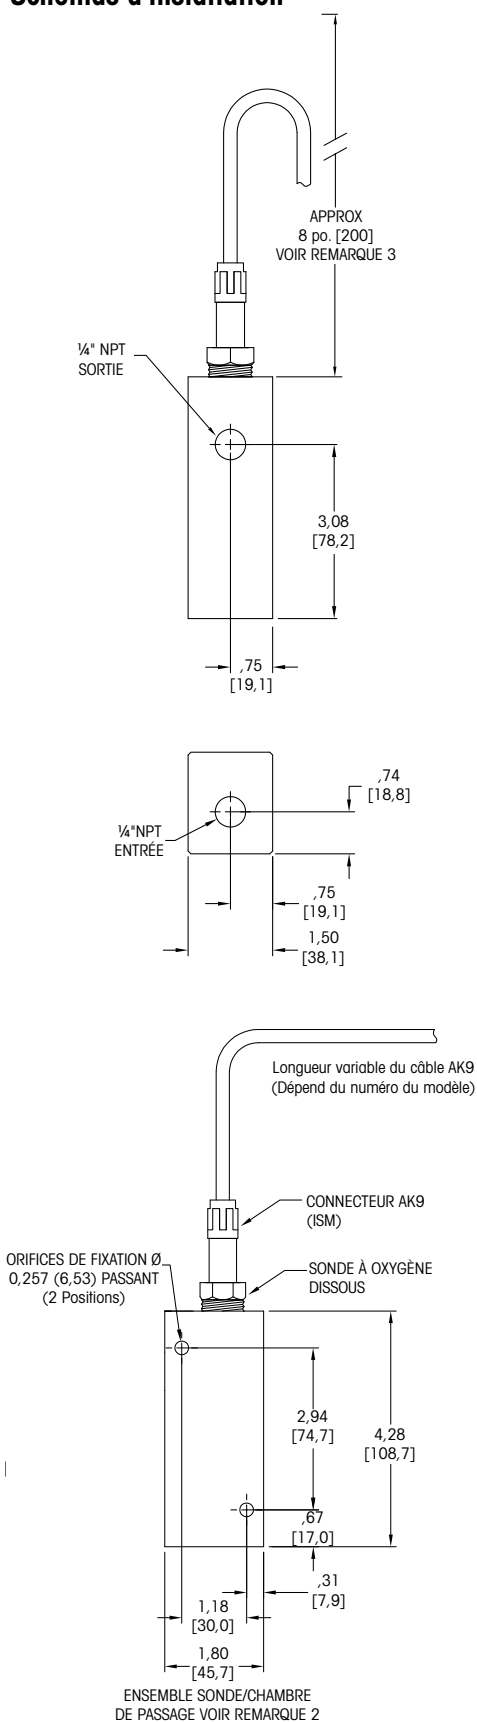 Schémas d'installation
APPROX
8 po. [200]
VOIR REMARQUE 3
¼" NPT
SORTIE
3,08
[78,2]
,75
[19,1]
,74
[18,8]
¼"NPT
ENTRÉE
,75
[19,1]
1,50
[38,1]
Longueur variable du câble AK9
(Dépend du numéro du modèle)
CONNECTEUR AK9
(ISM)
ORIFICES DE FIXATION Ø
0,257 (6,53) PASSANT
(2 Positions)
SONDE À OXYGÈNE
DISSOUS
2,94
[74,7]
4,28
[108,7]
,67
[17,0]
,31
[7,9]
1,18
[30,0]
1,80
[45,7]
ENSEMBLE SONDE/CHAMBRE
DE PASSAGE VOIR REMARQUE 2